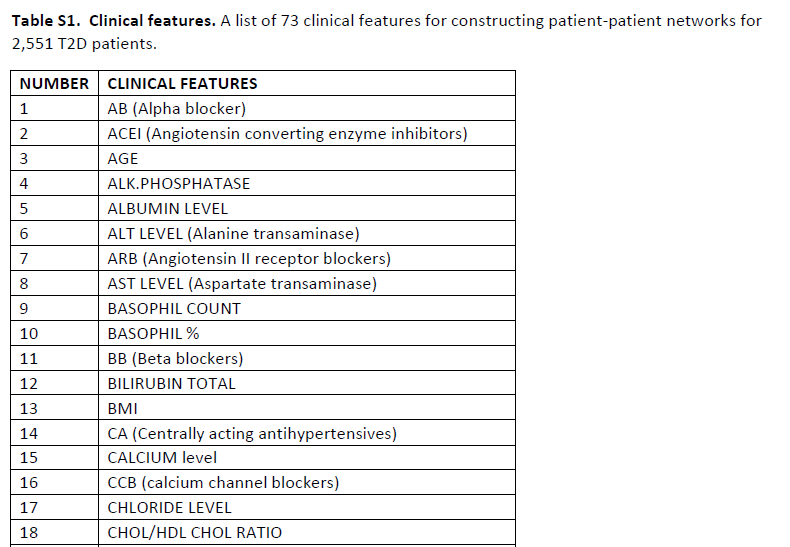 Table S1. Clinical features. A list of 73 clinical features for constructing patient-patient networks for
2,551 T2D patients.
NUMBER CLINICAL FEATURES
1 AB (Alpha blocker)
2 ACEI (Angiotensin converting enzyme inhibitors)
3 AGE
4 ALK.PHOSPHATASE
5 ALBUMIN LEVEL
6 ALT LEVEL (Alanine transaminase)
7 ARB (Angiotensin II receptor blockers)
8 AST LEVEL (Aspartate transaminase)
9 BASOPHIL COUNT
10 BASOPHIL %
11 BB (Beta blockers)
12 BILIRUBIN TOTAL
13 BMI
14 CA (Centrally acting antihypertensives)
15 CALCIUM level
16 CCB (calcium channel blockers)
17 CHLORIDE LEVEL
18 CHOL/HDL CHOL RATIO